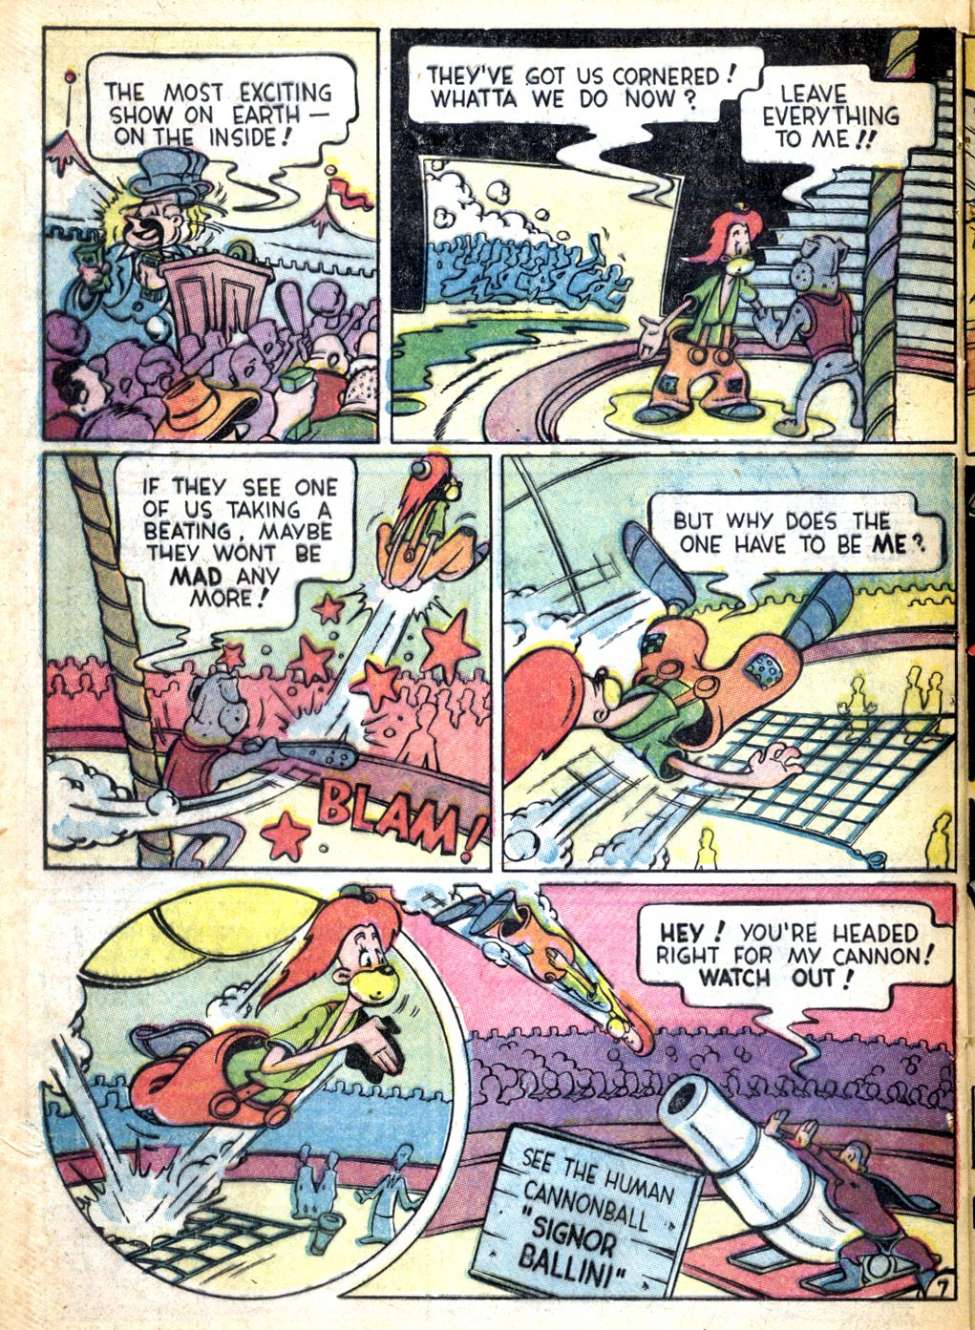 THE MOST EXCITING
SHOW ON EARTH —
ON THE INSIDE!
THEY'VE GOT US CORNERED!
WHATTA WE DO NOW?
LEAVE
EVERYTHING
TO ME!!
IF THEY SEE ONE
OF US TAKING A
BEATING, MAYBE
THEY WONT BE
MAD ANY
MORE!
BLAM!
BUT WHY DOES THE
ONE HAVE TO BE ME?
HEY! YOU'RE HEADED
RIGHT FOR MY CANNON!
WATCH OUT!
SEE THE HUMAN
CANNONBALL
"SIGNOR
BALLINI"
7